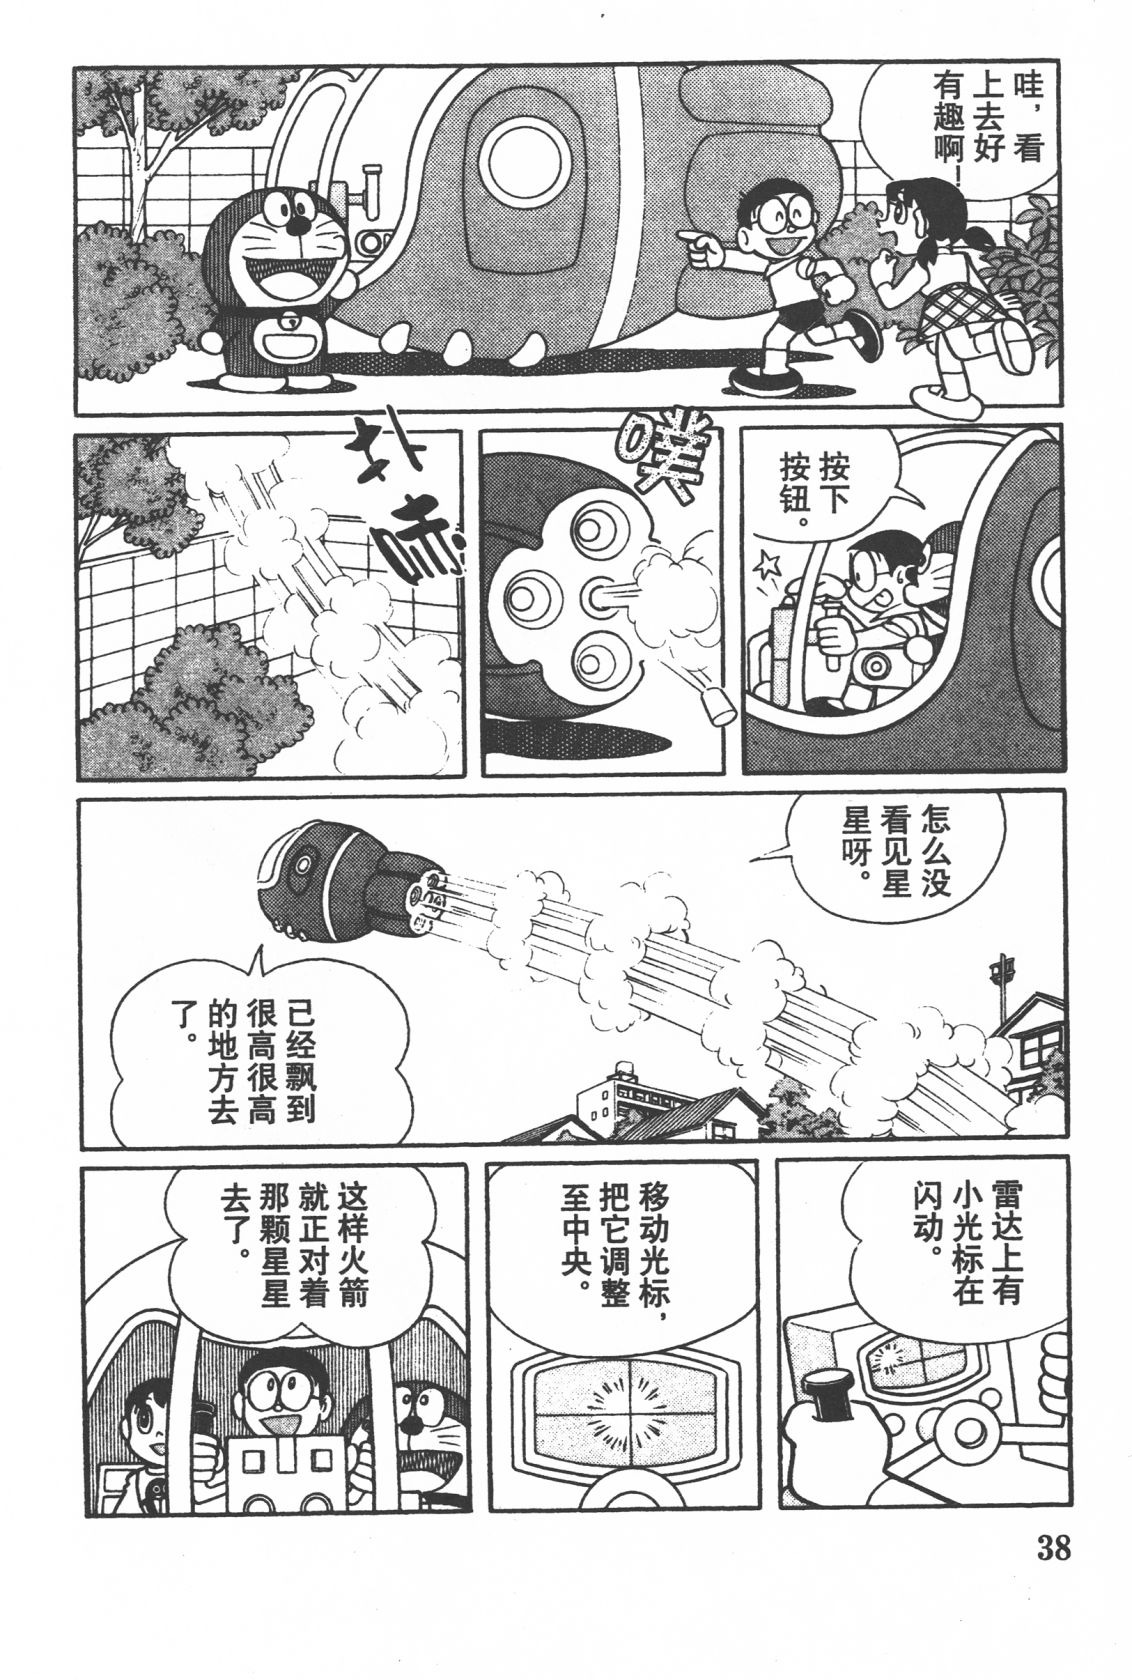 哇，看
上去好
有趣啊！
按下
按钮。
噗
怎么没
看见星
星呀。
已经飘到
很高很高
的地方去
了。
雷达上有
小光标在
闪动。
移动光标，
把它调整
至中央。
这样火箭
就正对着
那颗星星
去了。
38